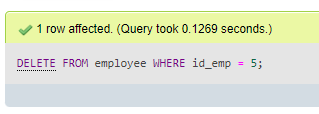 1 row affected. (Query took 0.1269 seconds.)
DELETE FROM employee WHERE id_emp = 5;